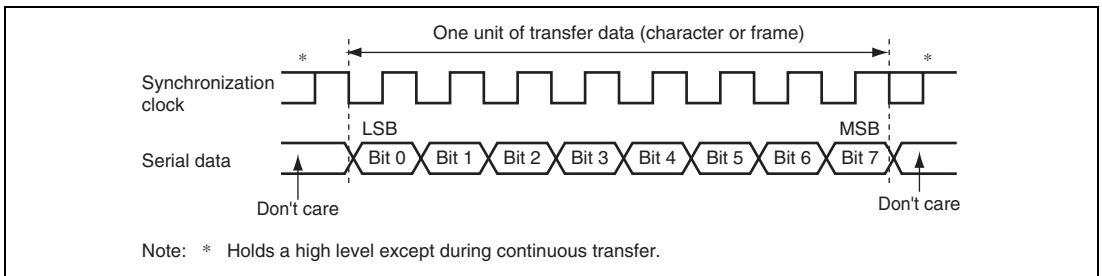 One unit of transfer data (character or frame)
* *
Synchronization
clock
LSB MSB
Serial data Bit 0 Bit 1 Bit 2 Bit 3 Bit 4 Bit 5 Bit 6 Bit 7
Don't care Don't care
Note: * Holds a high level except during continuous transfer.